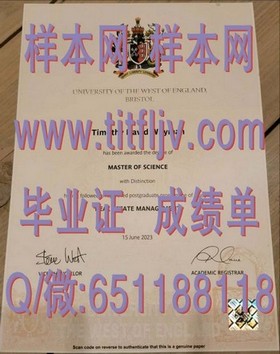 样本网 样本网
UNIVERSITY OF THE WEST OF ENGLAND
BRISTOL
www.titfljv.com
has been awarded the degree of
MASTER OF SCIENCE
with Distinction
毕业证 成绩单
15 June 2023
ACADEMIC REGISTRAR
Q/微:651188118
Scan code on reverse to authenticate that this is a genuine paper